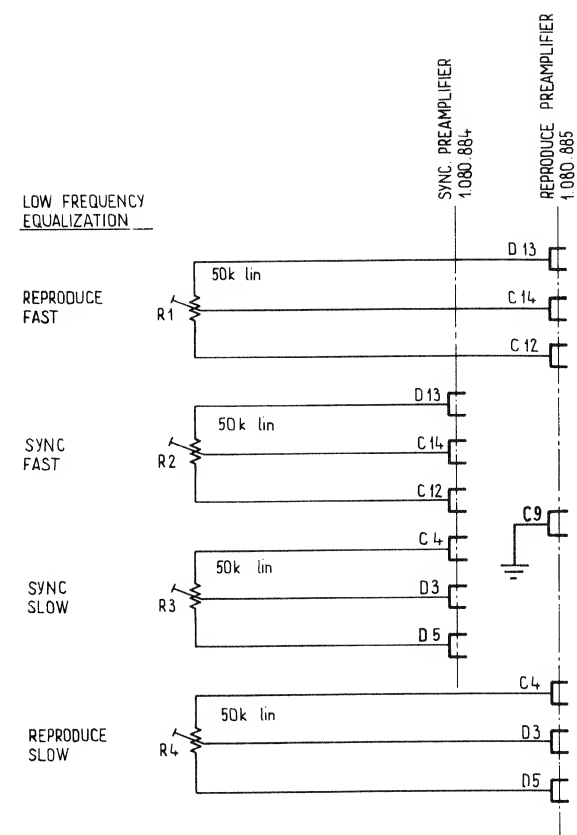 SYNC. PREAMPLIFIER
1.080.884
REPRODUCE PREAMPLIFIER
1.080.885
LOW FREQUENCY
EQUALIZATION
D 13
50k lin
REPRODUCE
FAST
R1
C 14
C 12
D 13
50k lin
SYNC
FAST
R2
C 14
C 12
C9
C 4
50k lin
SYNC
SLOW
R3
D3
D 5
C4
50k lin
REPRODUCE
SLOW
R4
D3
D5